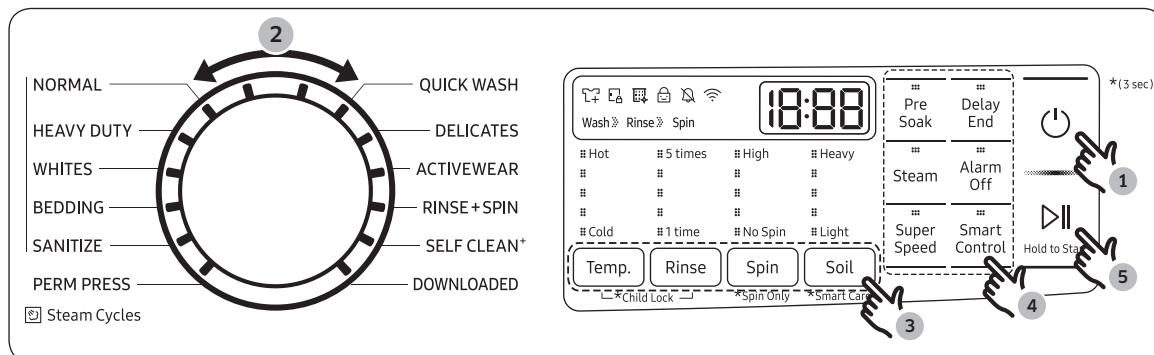 2
NORMAL
HEAVY DUTY
WHITES
BEDDING
SANITIZE
PERM PRESS
Steam Cycles
QUICK WASH
DELICATES
ACTIVEWEAR
RINSE+SPIN
SELF CLEAN+
DOWNLOADED
18:88
Wash Rinse Spin
Hot 5 times High Heavy
Cold 1 time No Spin Light
Temp. Rinse Spin Soil
*Child Lock *Spin Only *Smart Care
3
Pre Soak
Delay End
Steam
Alarm Off
Super Speed
Smart Control
4
*(3 sec)
1
Hold to Start
5